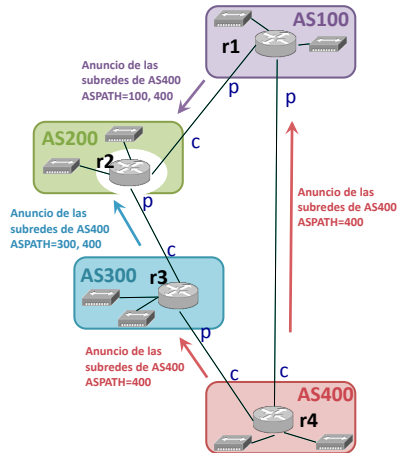 AS100
r1
Anuncio de las
subredes de AS400
ASPATH=100, 400
p
p
c
AS200
r2
p
Anuncio de las
subredes de AS400
ASPATH=400
Anuncio de las
subredes de AS400
ASPATH=300, 400
c
AS300
r3
p
Anuncio de las
subredes de AS400
ASPATH=400
c
c
AS400
r4